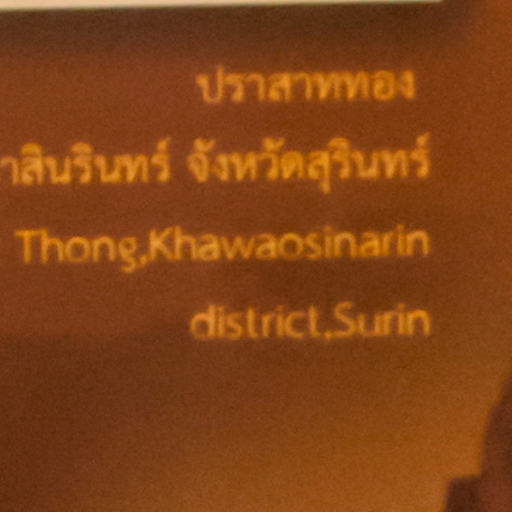 ปราสาททอง
าสินรินทร์ จังหวัดสุรินทร์
Thong,Khawaosinarin
district,Surin